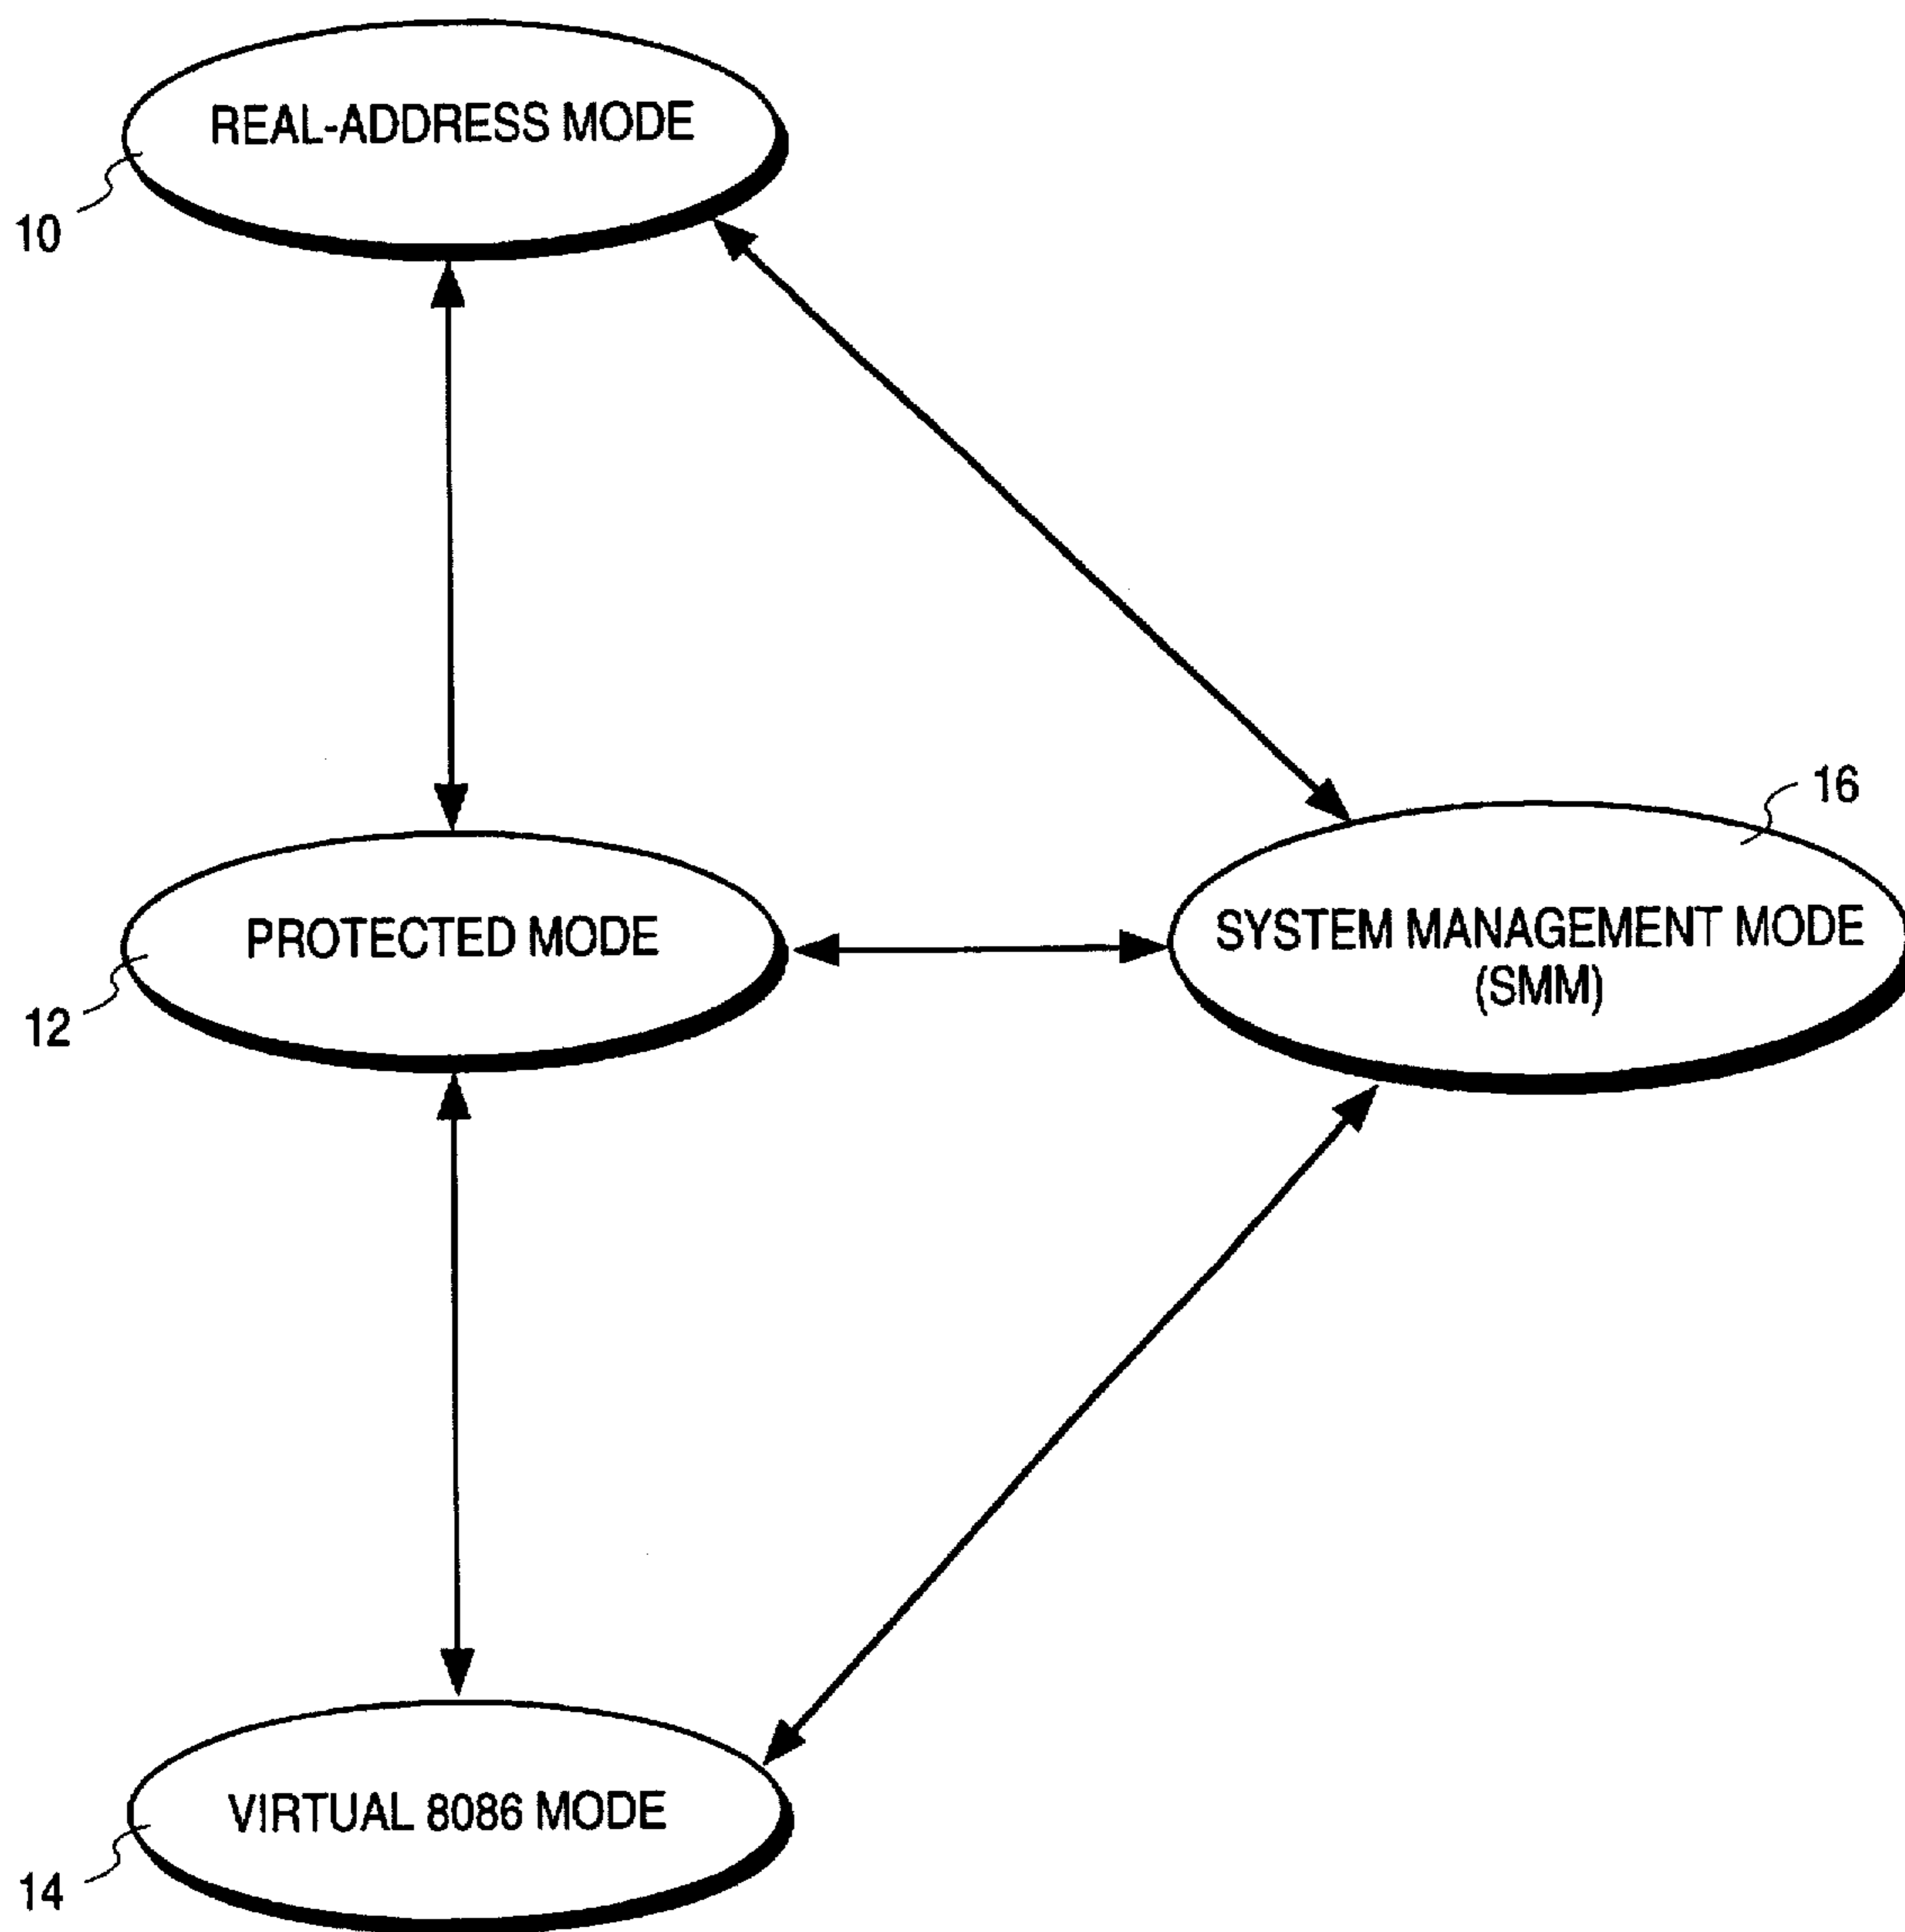 REAL-ADDRESS MODE
10
16
PROTECTED MODE
SYSTEM MANAGEMENT MODE
(SMM)
12
VIRTUAL 8086 MODE
14